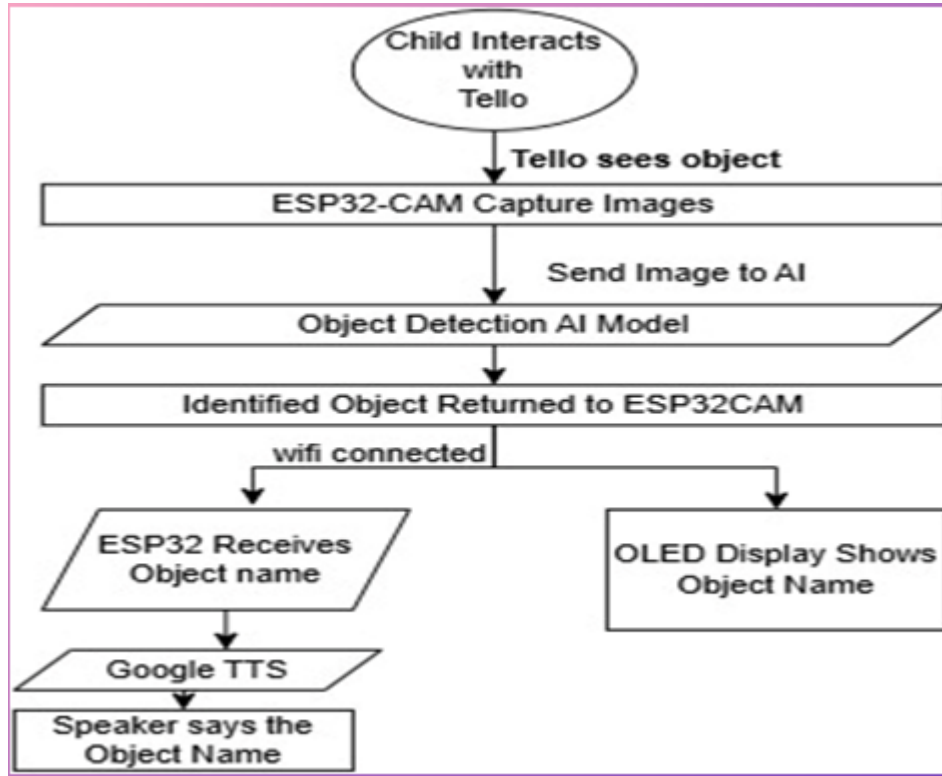 Child Interacts
with
Tello
Tello sees object
ESP32-CAM Capture Images
Send Image to AI
Object Detection AI Model
Identified Object Returned to ESP32CAM
wifi connected
ESP32 Receives
Object name
OLED Display Shows
Object Name
Google TTS
Speaker says the
Object Name